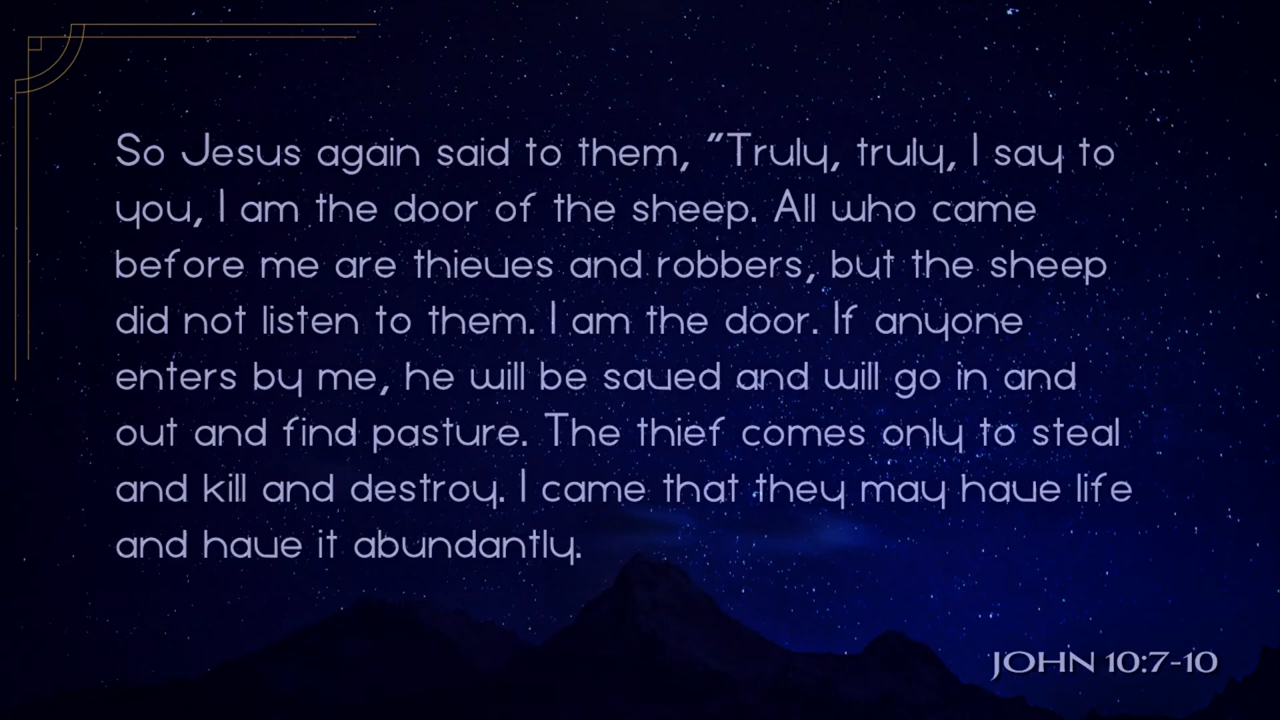 So Jesus again said to them, “Truly, truly, I say to
you, I am the door of the sheep. All who came
before me are thieves and robbers, but the sheep
did not listen to them. I am the door. If anyone
enters by me, he will be saved and will go in and
out and find pasture. The thief comes only to steal
and kill and destroy. I came that they may have life
and have it abundantly.
JOHN 10:7-10